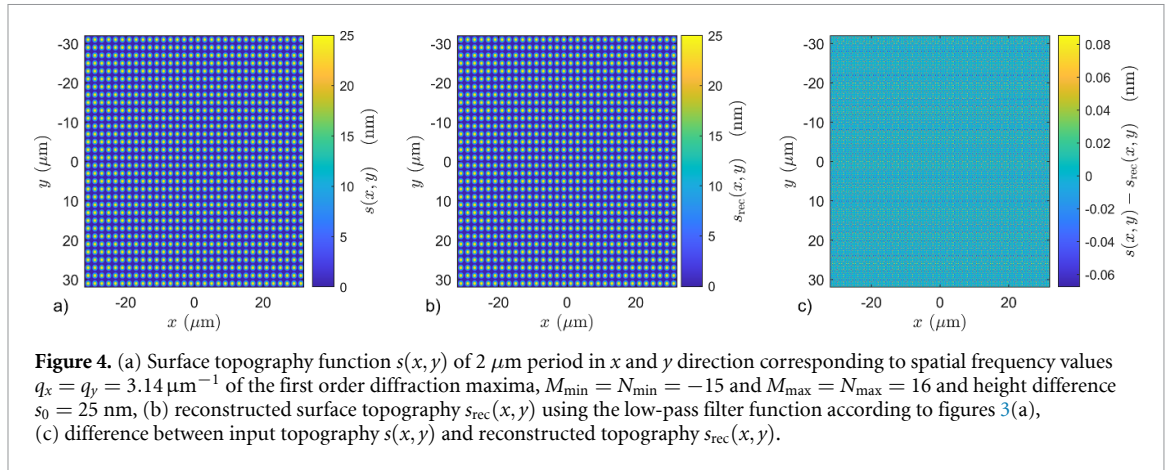 -30
-20
-10
0
10
20
30
y (μm)
-20 0 20
x (μm)
a)
25
20
15
10
5
0
s(x, y) (nm)
-30
-20
-10
0
10
20
30
y (μm)
-20 0 20
x (μm)
b)
25
20
15
10
5
0
s_rec(x, y) (nm)
-30
-20
-10
0
10
20
30
y (μm)
-20 0 20
x (μm)
c)
0.08
0.06
0.04
0.02
0
-0.02
-0.04
-0.06
s(x, y) − s_rec(x, y) (nm)
Figure 4. (a) Surface topography function s(x,y) of 2 μm period in x and y direction corresponding to spatial frequency values
q_x = q_y = 3.14 μm⁻¹ of the first order diffraction maxima, M_min = N_min = −15 and M_max = N_max = 16 and height difference
s_0 = 25 nm, (b) reconstructed surface topography s_rec(x,y) using the low-pass filter function according to figures 3(a),
(c) difference between input topography s(x,y) and reconstructed topography s_rec(x,y).